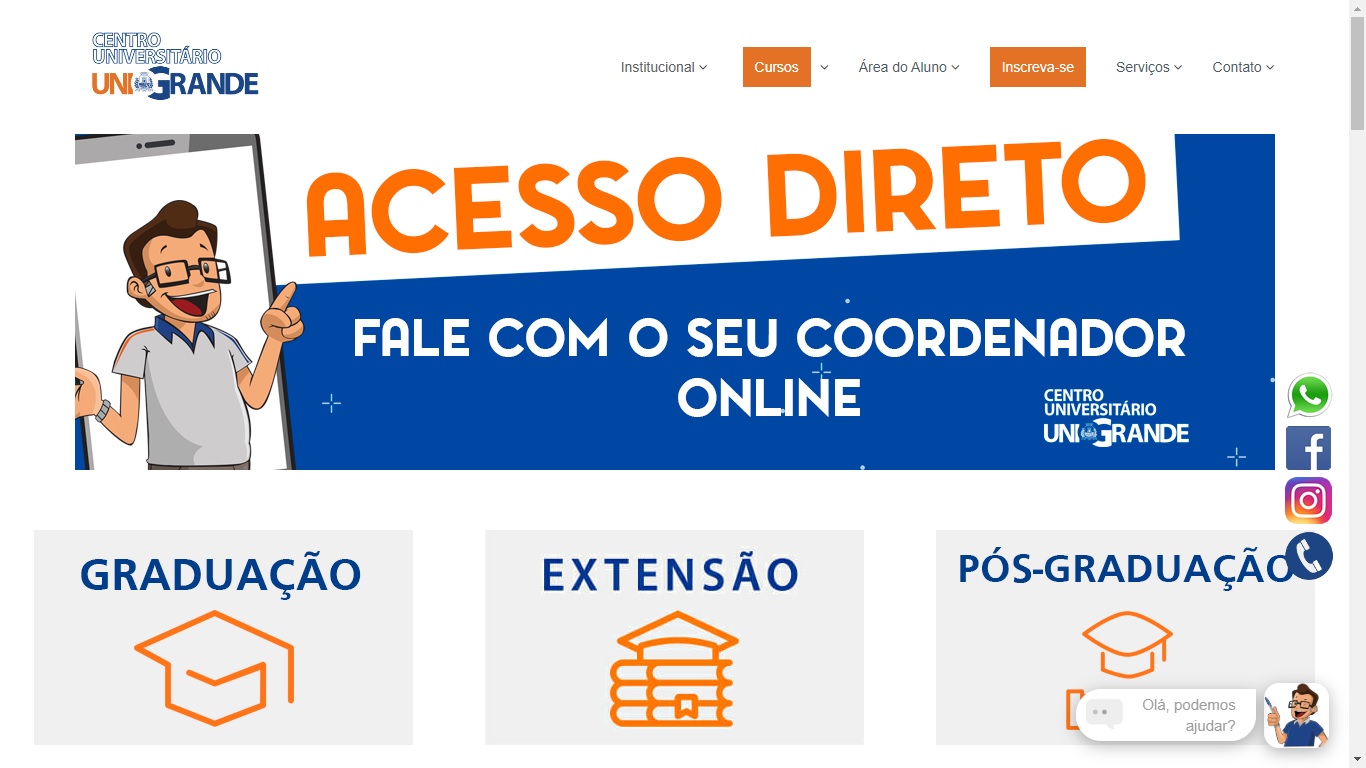 CENTRO
UNIVERSITÁRIO
UNIGRANDE
Institucional
Cursos
Área do Aluno
Inscreva-se
Serviços
Contato
ACESSO DIRETO
FALE COM O SEU COORDENADOR
ONLINE
CENTRO
UNIVERSITÁRIO
UNIGRANDE
GRADUAÇÃO
EXTENSÃO
PÓS-GRADUAÇÃO
Olá, podemos
ajudar?